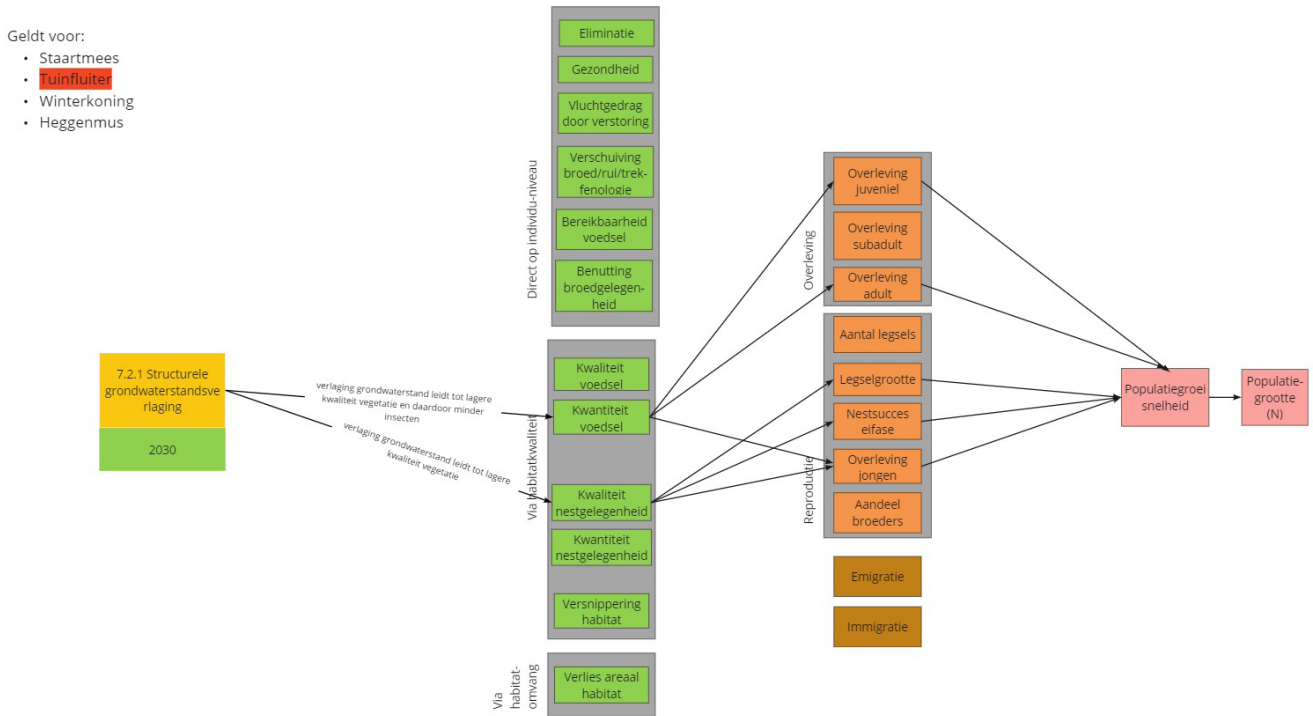 Geldt voor:
• Staartmees
• Tuinfluiter
• Winterkoning
• Heggenmus
7.2.1 Structurele
grondwaterstandsve
rlaging
2030
verlaging grondwaterstand leidt tot lagere
kwaliteit vegetatie en daardoor minder
insecten
verlaging grondwaterstand leidt tot lagere
kwaliteit vegetatie
Direct op individu-niveau
Eliminatie
Gezondheid
Vluchtgedrag
door verstoring
Verschuiving
broed/rui/trek-
fenologie
Bereikbaarheid
voedsel
Benutting
broedgelegen-
heid
Via habitatkwaliteit
Kwaliteit
voedsel
Kwantiteit
voedsel
Kwaliteit
nestgelegenheid
Kwantiteit
nestgelegenheid
Versnippering
habitat
Via
habitat-
omvang
Verlies areaal
habitat
Overleving
Overleving
juveniel
Overleving
subadult
Overleving
adult
Reproductie
Aantal legsels
Legselgrootte
Nestsucces
eifase
Overleving
jongen
Aandeel
broeders
Emigratie
Immigratie
Populatiegroei
snelheid
Populatie-
grootte
(N)